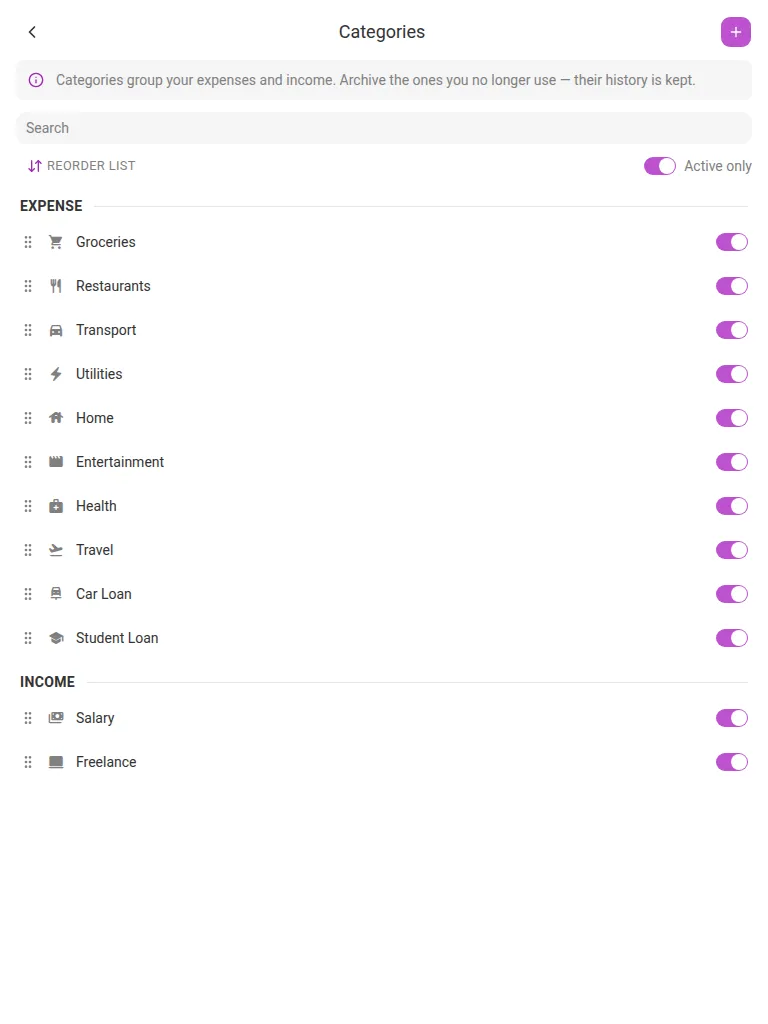 Categories
Categories group your expenses and income. Archive the ones you no longer use — their history is kept.
Search
REORDER LIST
Active only
EXPENSE
Groceries
Restaurants
Transport
Utilities
Home
Entertainment
Health
Travel
Car Loan
Student Loan
INCOME
Salary
Freelance